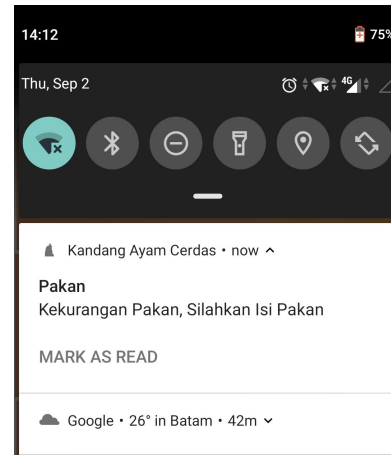 14:12
75%
Thu, Sep 2
4G
Kandang Ayam Cerdas • now
Pakan
Kekurangan Pakan, Silahkan Isi Pakan
MARK AS READ
Google • 26° in Batam • 42m